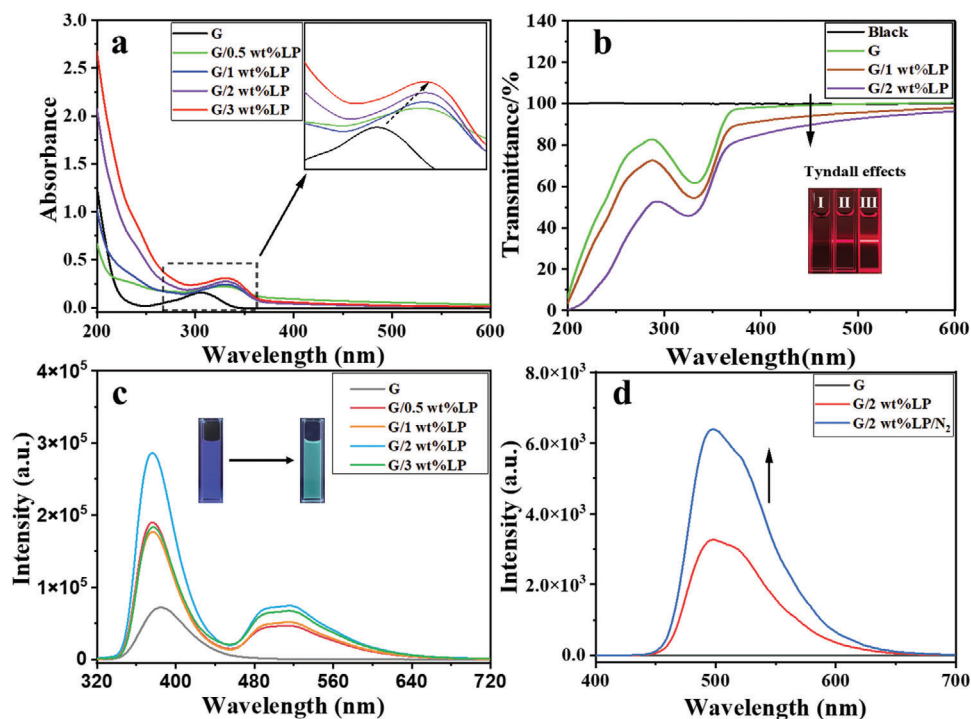 a
G
G/0.5 wt%LP
G/1 wt%LP
G/2 wt%LP
G/3 wt%LP
Absorbance
3.0
2.5
2.0
1.5
1.0
0.5
0.0
200 300 400 500 600
Wavelength (nm)
b
Black
G
G/1 wt%LP
G/2 wt%LP
Transmittance/%
140
120
100
80
60
40
20
0
Tyndall effects
I II III
200 300 400 500 600
Wavelength(nm)
c
G
G/0.5 wt%LP
G/1 wt%LP
G/2 wt%LP
G/3 wt%LP
Intensity (a.u.)
4×10⁵
3×10⁵
2×10⁵
1×10⁵
0
320 400 480 560 640 720
Wavelength (nm)
d
G
G/2 wt%LP
G/2 wt%LP/N₂
Intensity (a.u.)
8.0×10³
6.0×10³
4.0×10³
2.0×10³
0.0
400 500 600 700
Wavelength (nm)